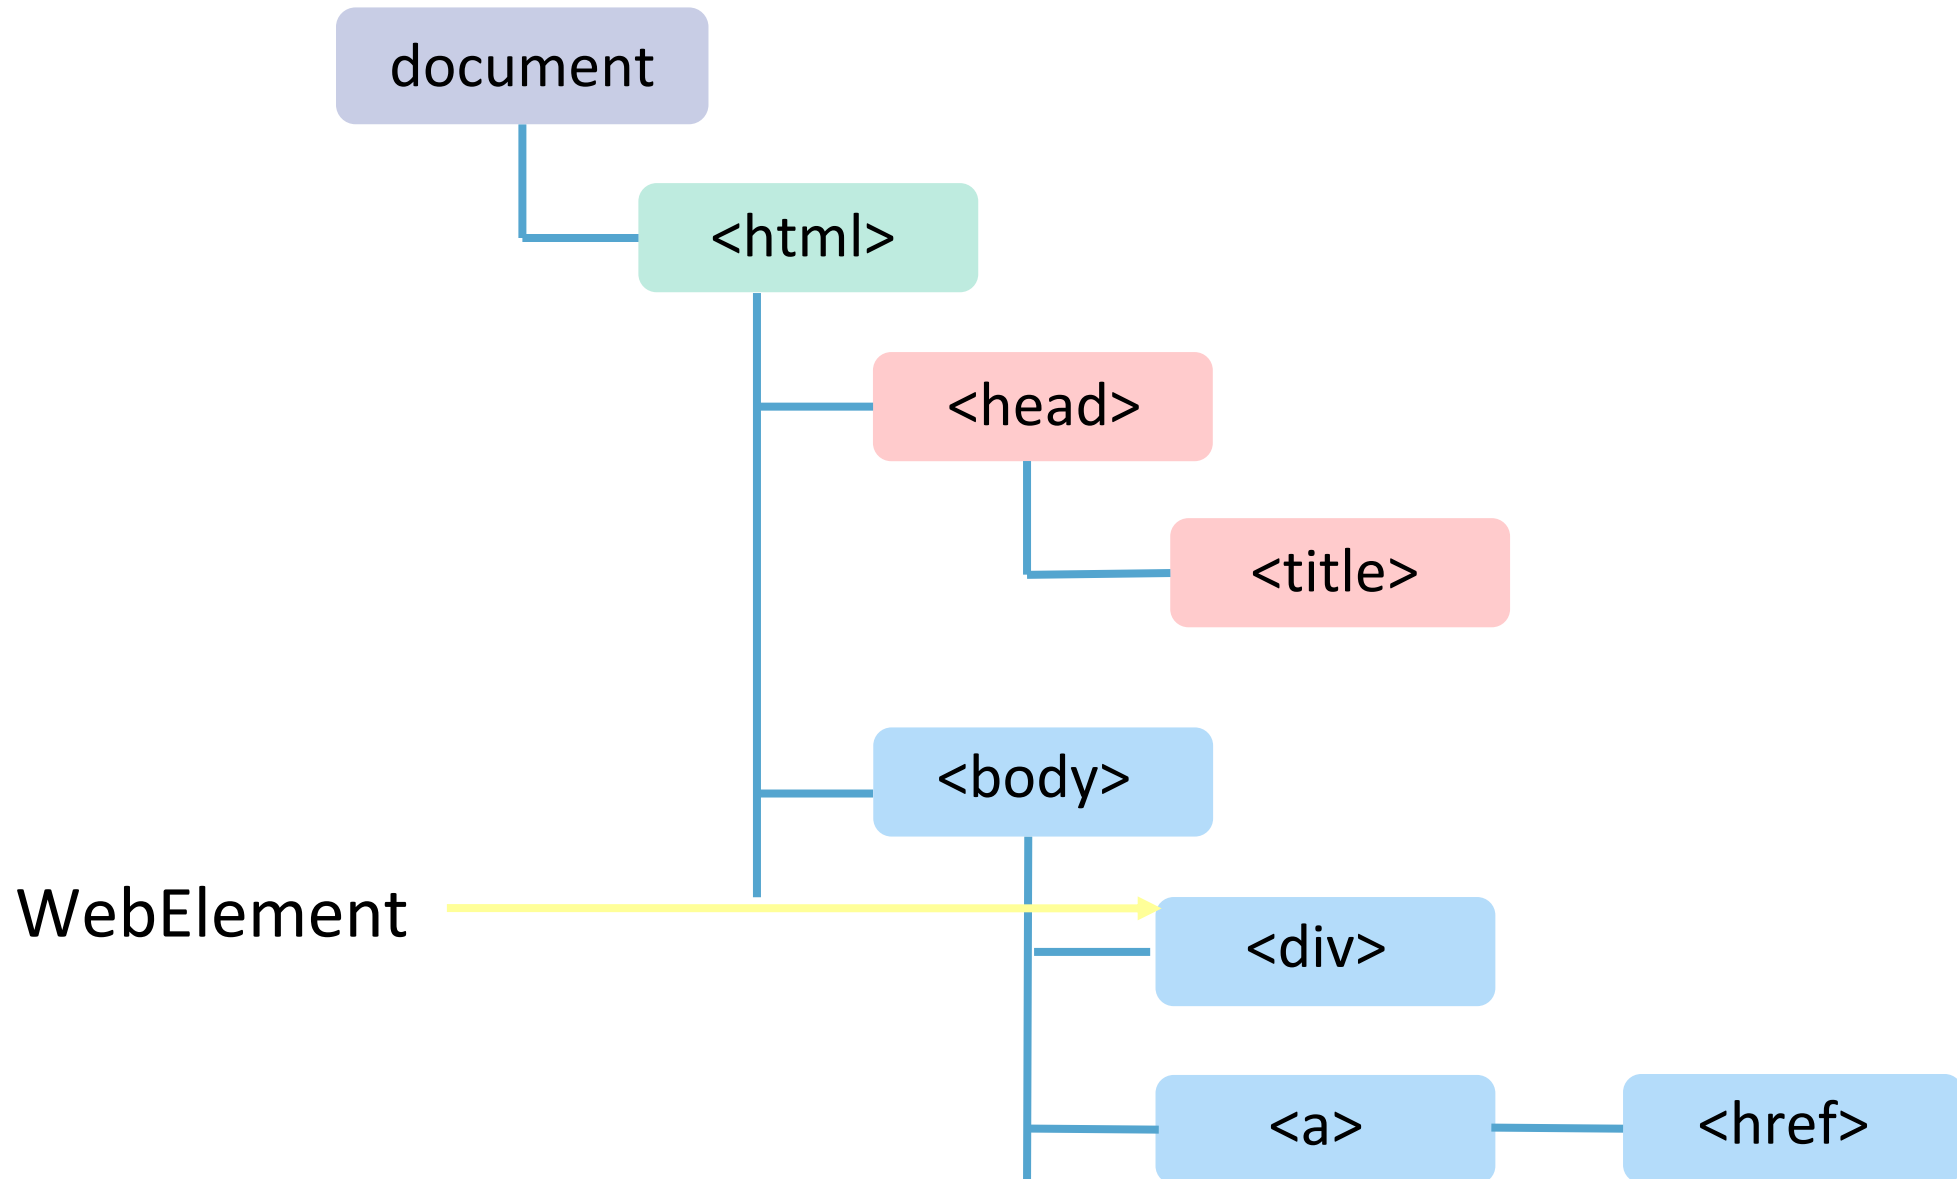 document
<html>
<head>
<title>
<body>
WebElement
<div>
<a>
<href>